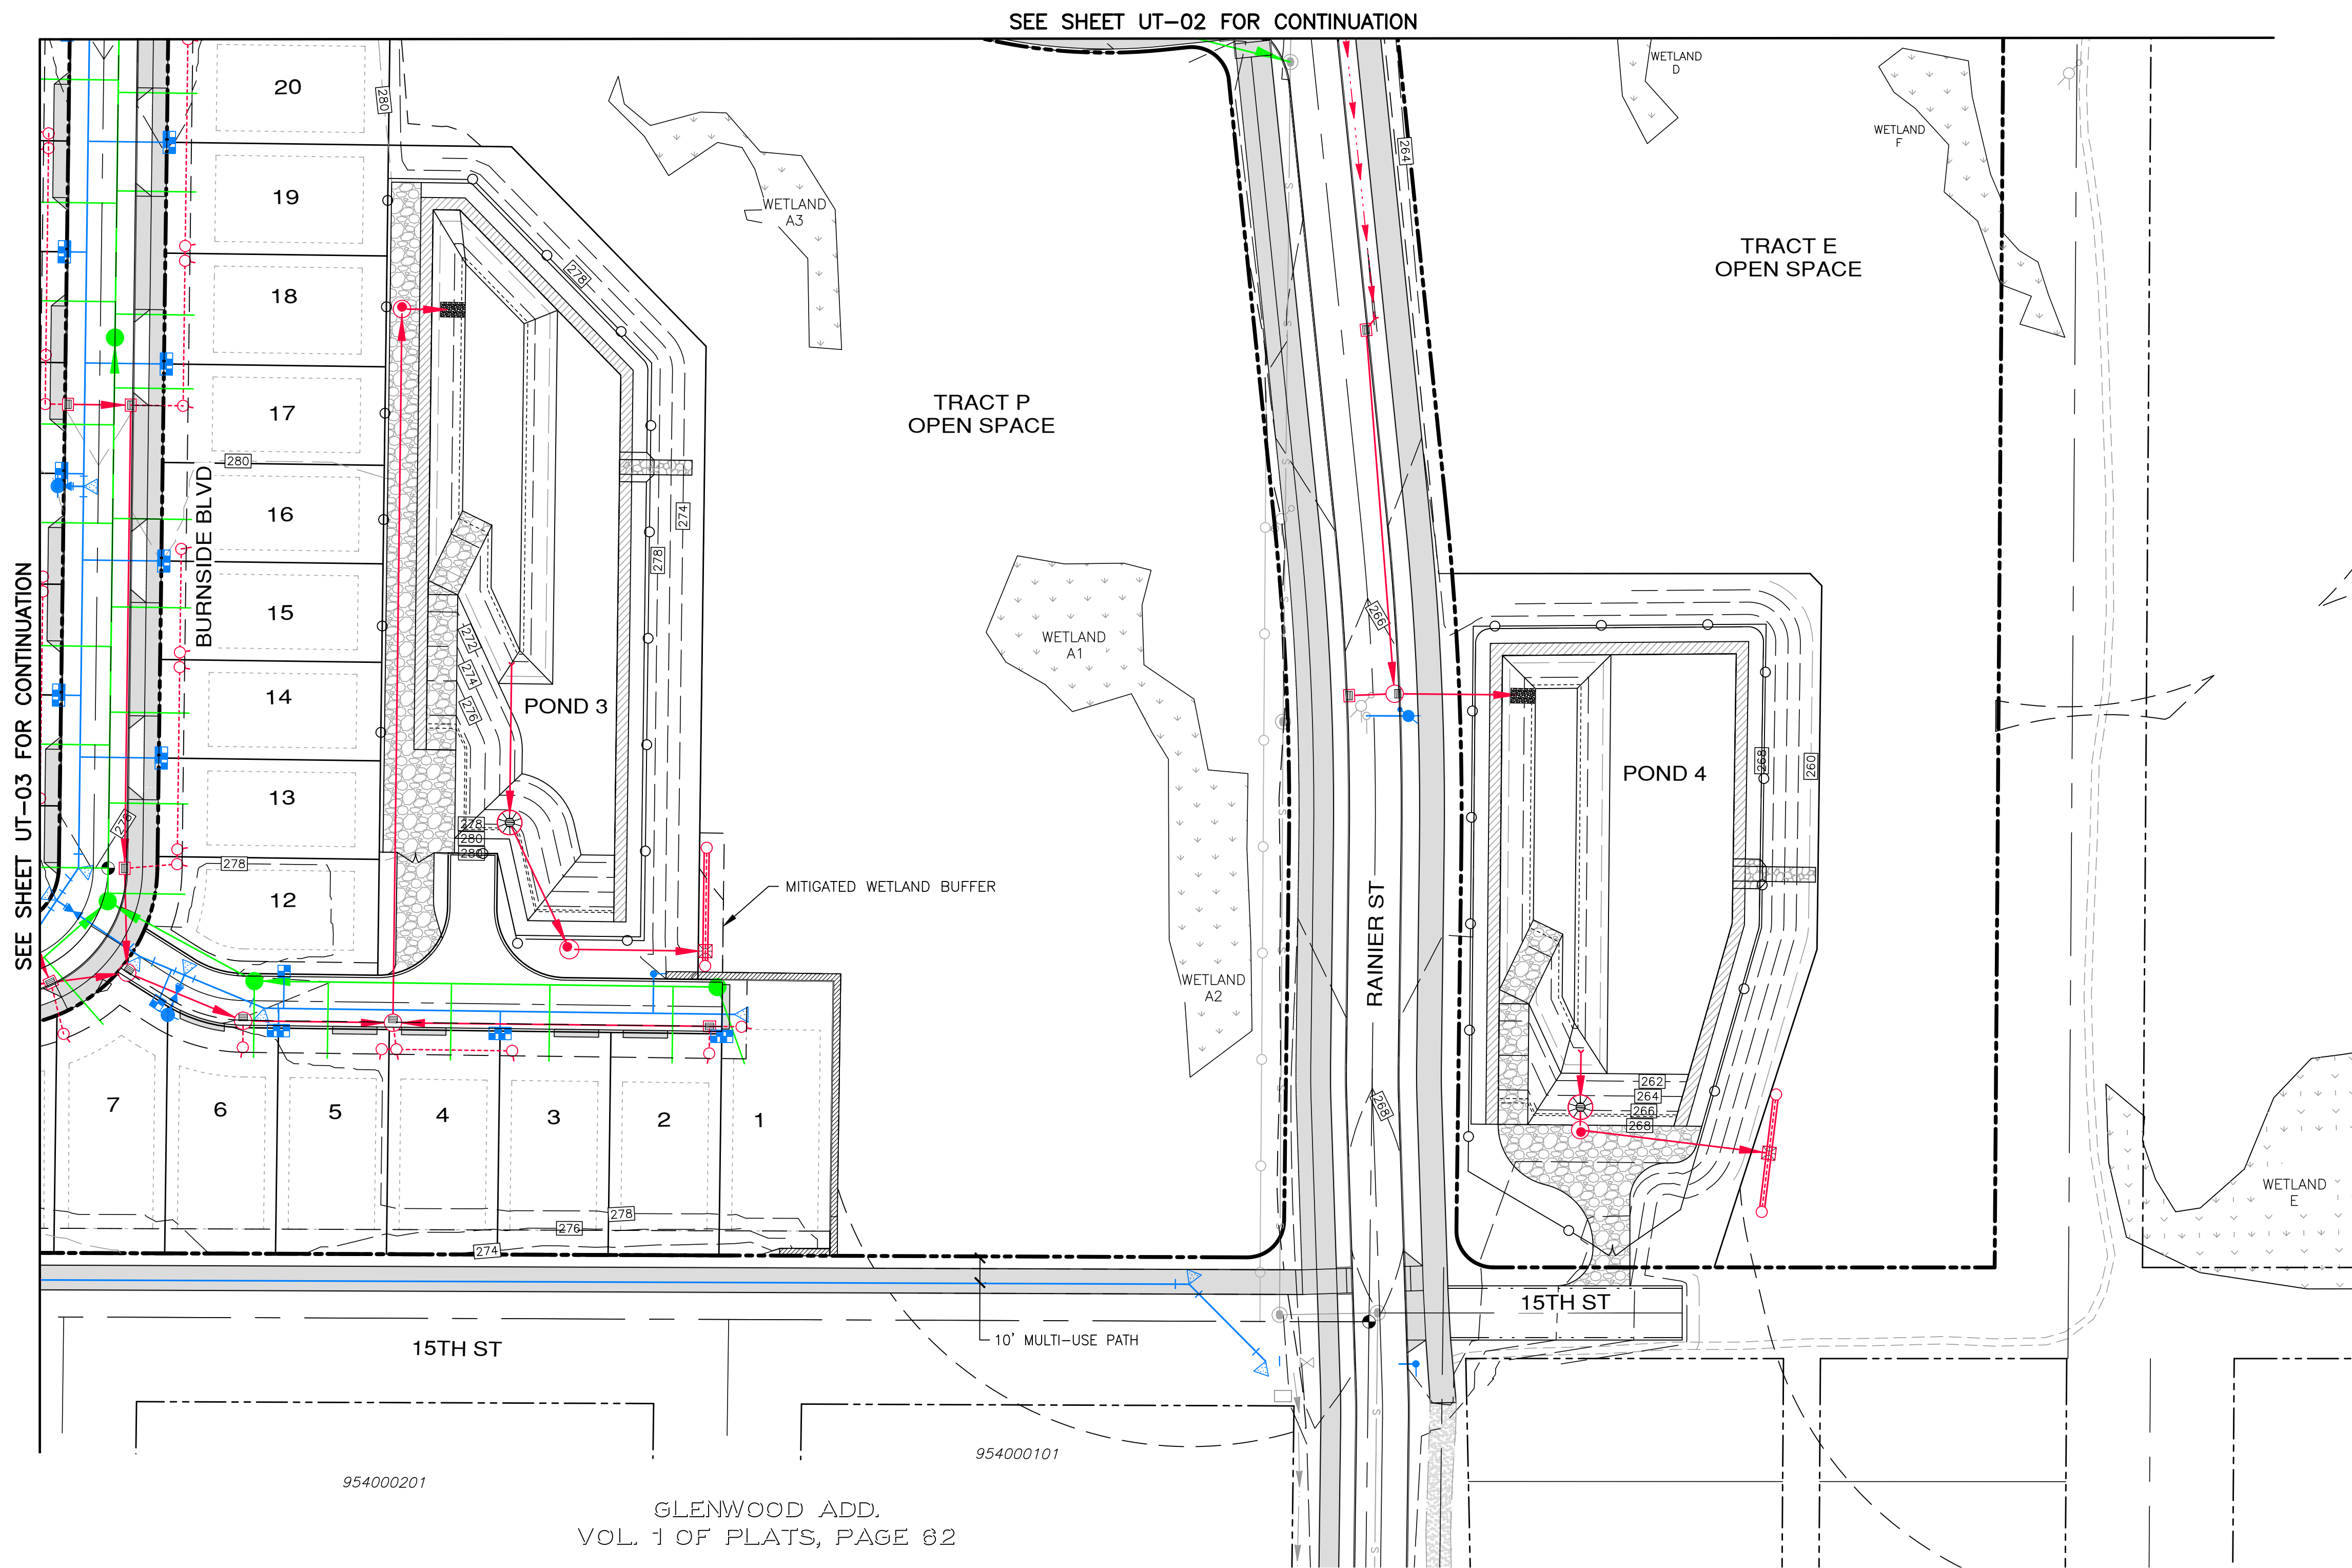 SEE SHEET UT-02 FOR CONTINUATION
SEE SHEET UT-03 FOR CONTINUATION
20
19
18
17
16
15
14
13
12
7
6
5
4
3
2
1
BURNSIDE BLVD
280
280
278
278
278
274
278
272
274
276
278
280
280
278
276
274
POND 3
WETLAND
A3
TRACT P
OPEN SPACE
WETLAND
A1
WETLAND
A2
MITIGATED WETLAND BUFFER
RAINIER ST
264
266
268
WETLAND
D
WETLAND
F
TRACT E
OPEN SPACE
POND 4
268
260
262
264
266
268
WETLAND
E
15TH ST
15TH ST
10' MULTI-USE PATH
954000201
954000101
GLENWOOD ADD.
VOL. 1 OF PLATS, PAGE 62
S
S
S
S
S
S
S
S
S
S